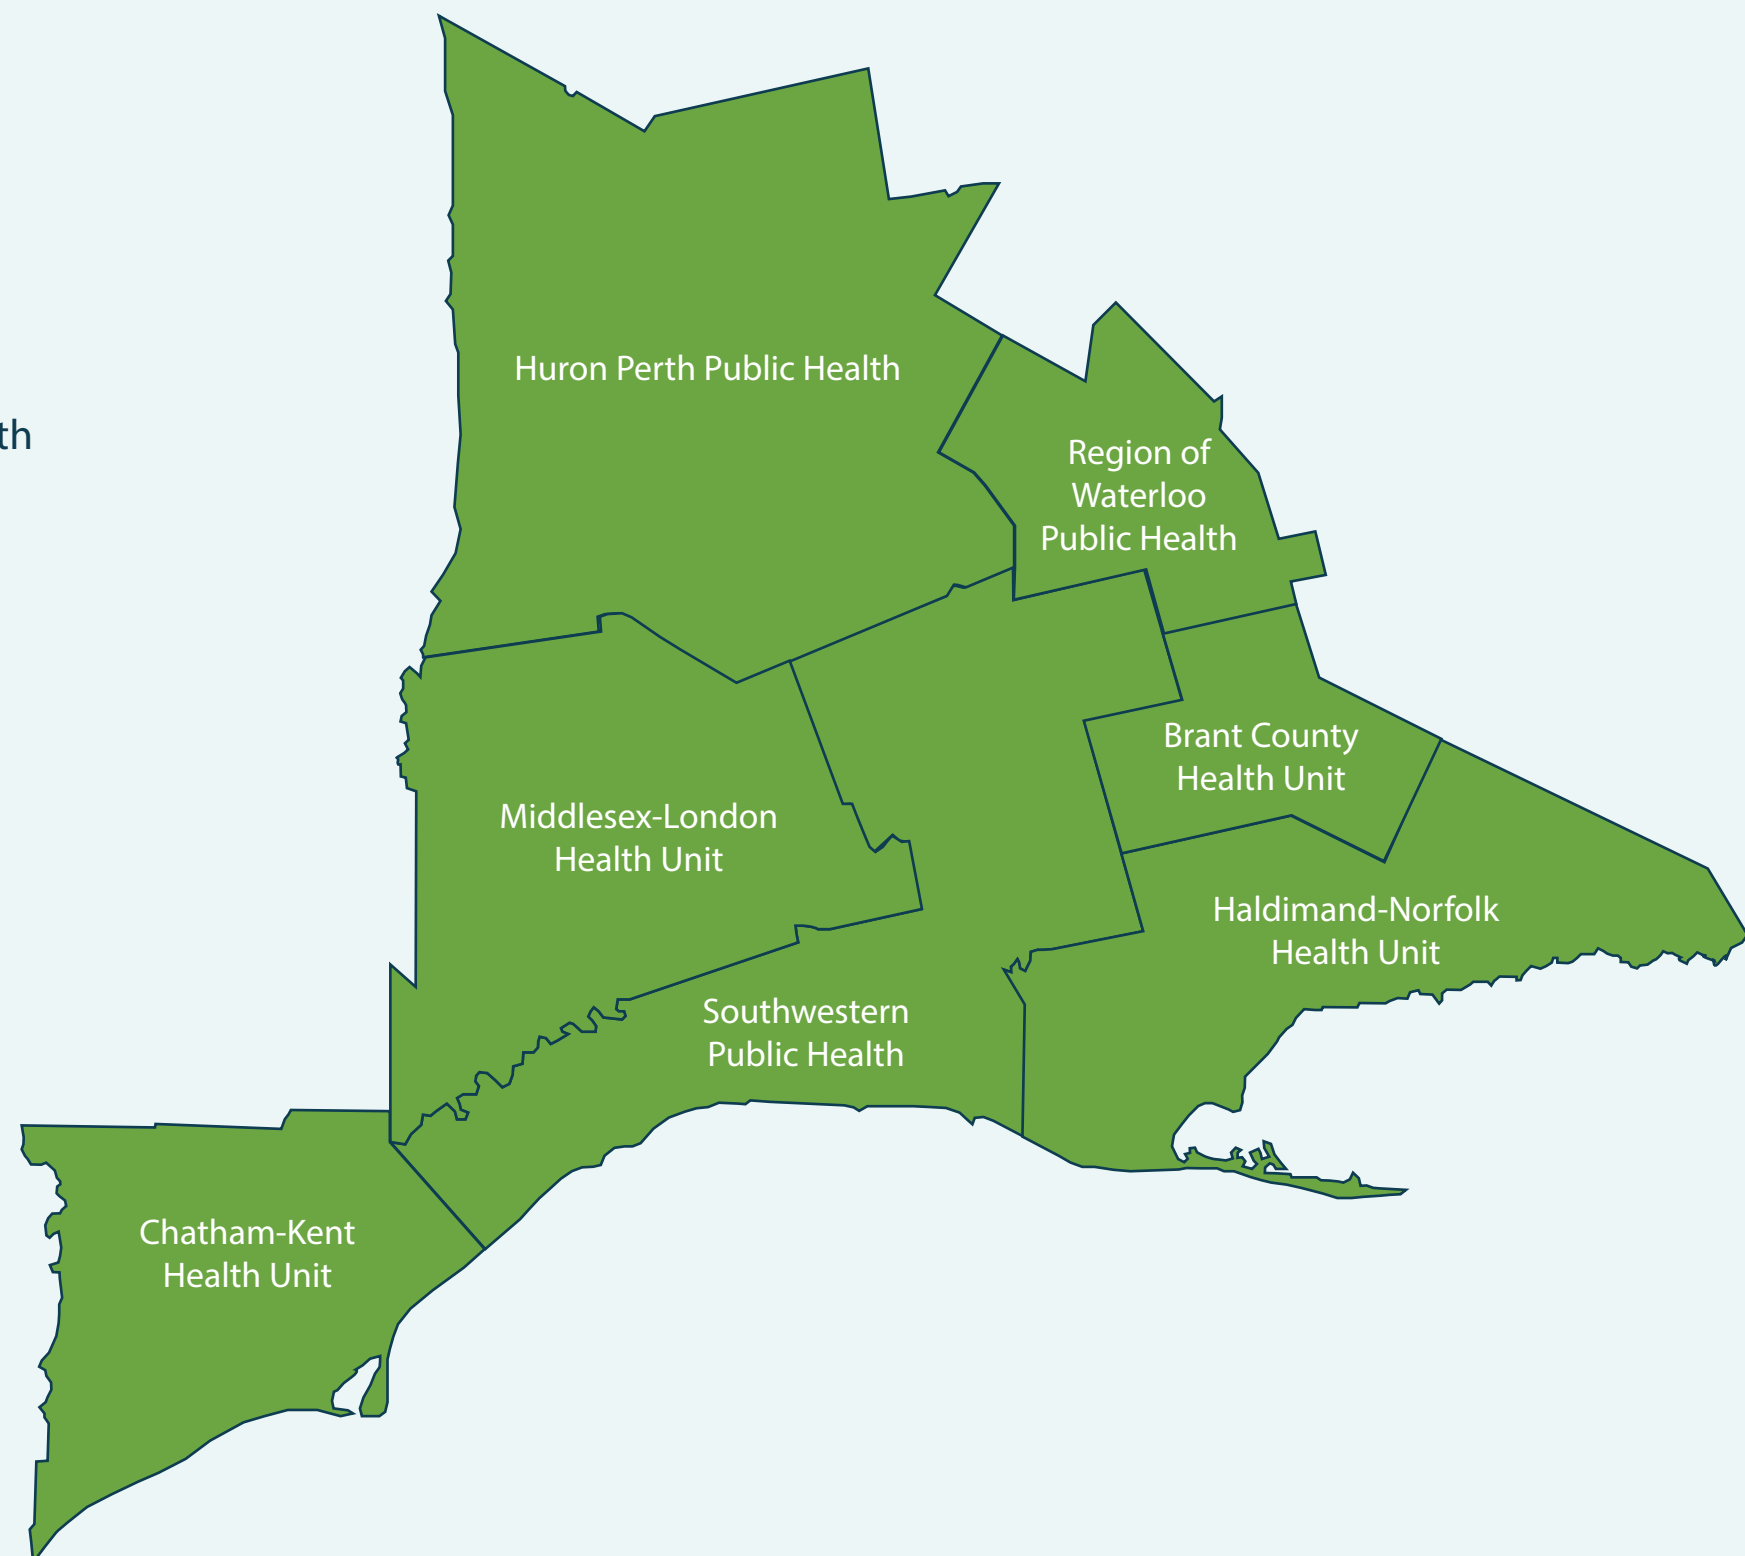 Huron Perth Public Health
th
Region of
Waterloo
Public Health
Brant County
Health Unit
Middlesex-London
Health Unit
Haldimand-Norfolk
Health Unit
Southwestern
Public Health
Chatham-Kent
Health Unit